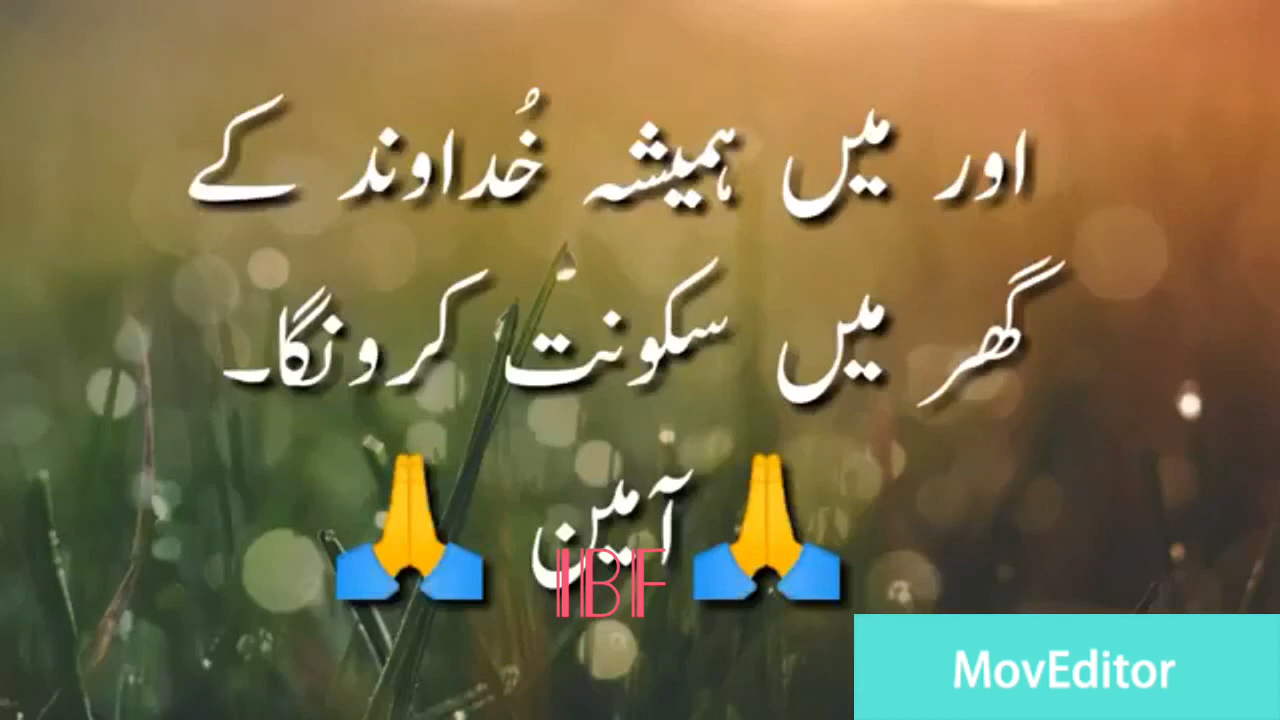 اور میں ہمیشہ خُداوند کے
گھر میں سکونت کرونگا۔
🙏 آمین 🙏
IBF
MovEditor